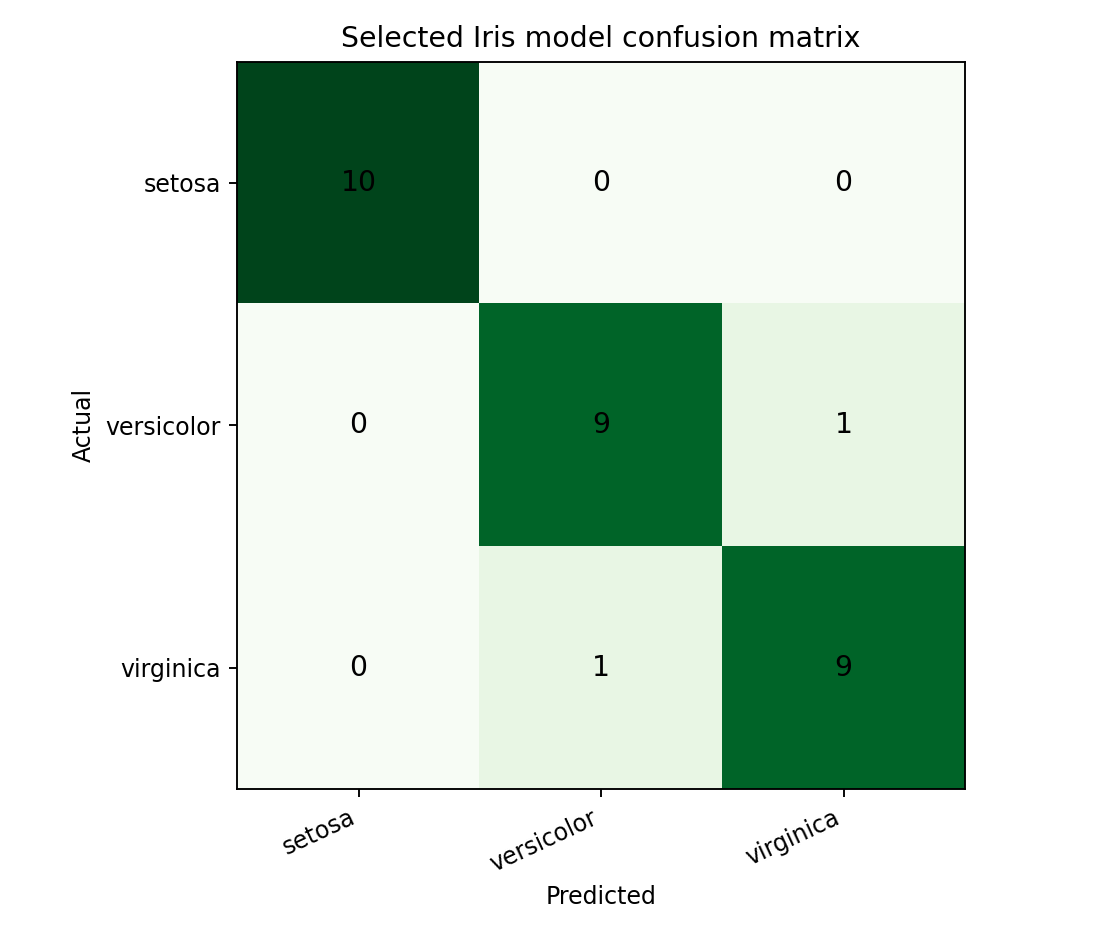 Selected Iris model confusion matrix
setosa 10 0 0
Actual
versicolor 0 9 1
virginica 0 1 9
setosa versicolor virginica
Predicted